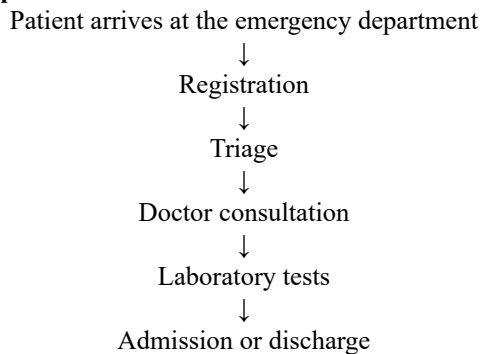 Patient arrives at the emergency department
↓
Registration
↓
Triage
↓
Doctor consultation
↓
Laboratory tests
↓
Admission or discharge